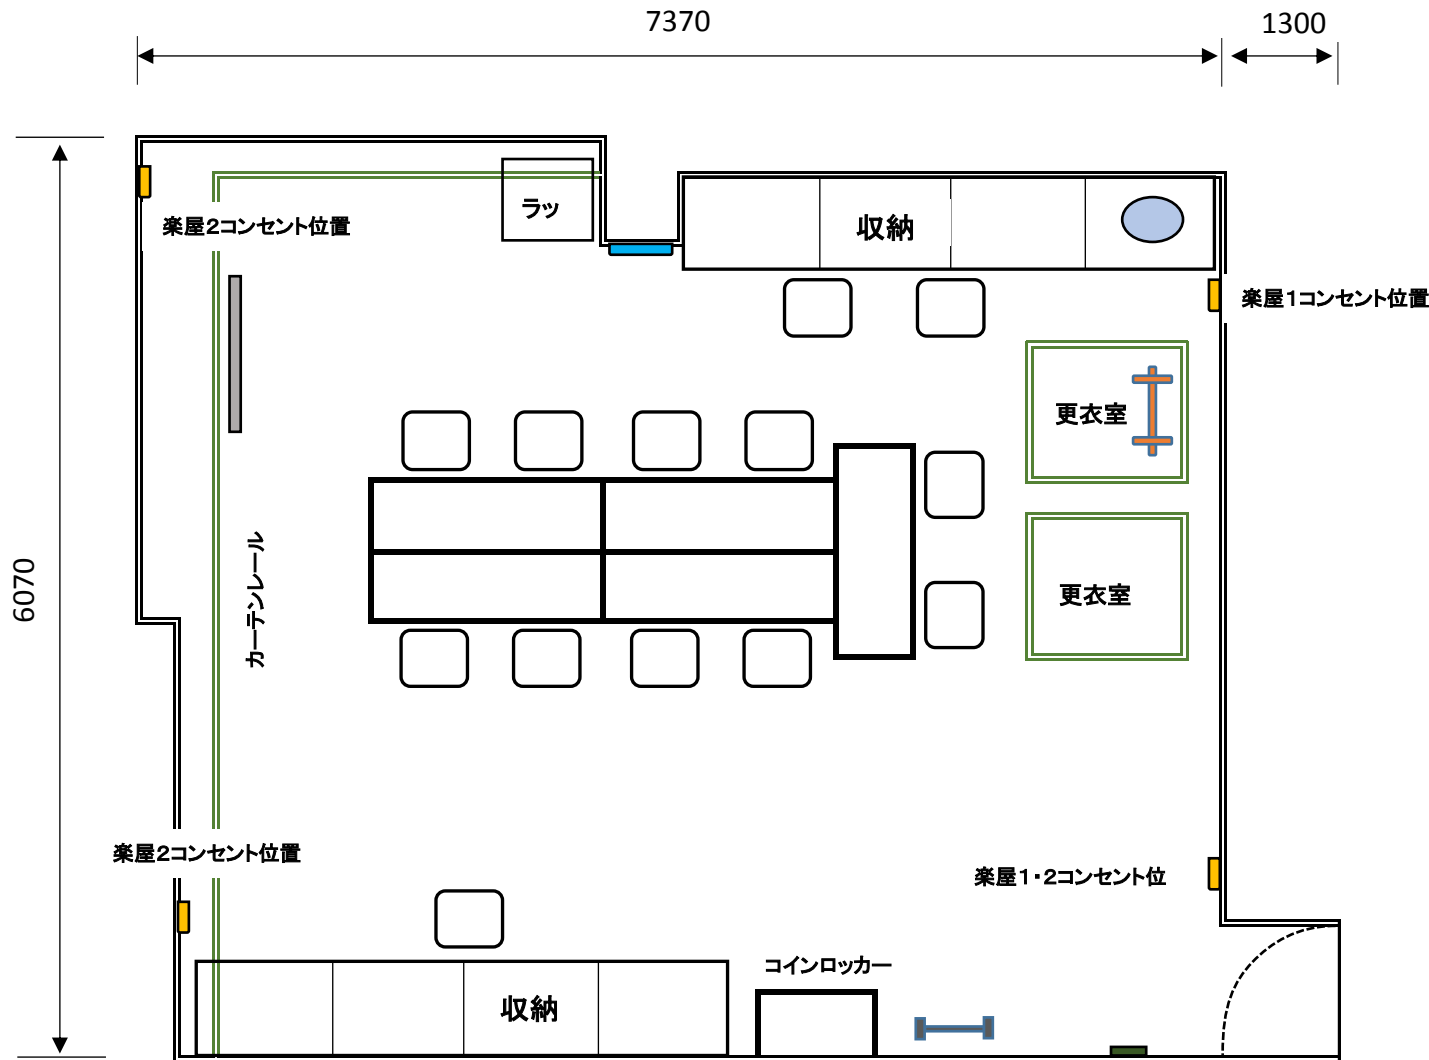 7370
1300
ラッ
楽屋2コンセント位置
収納
楽屋1コンセント位置
更衣室
カーテンレール
6070
更衣室
楽屋2コンセント位置
楽屋1・2コンセント位
コインロッカー
収納